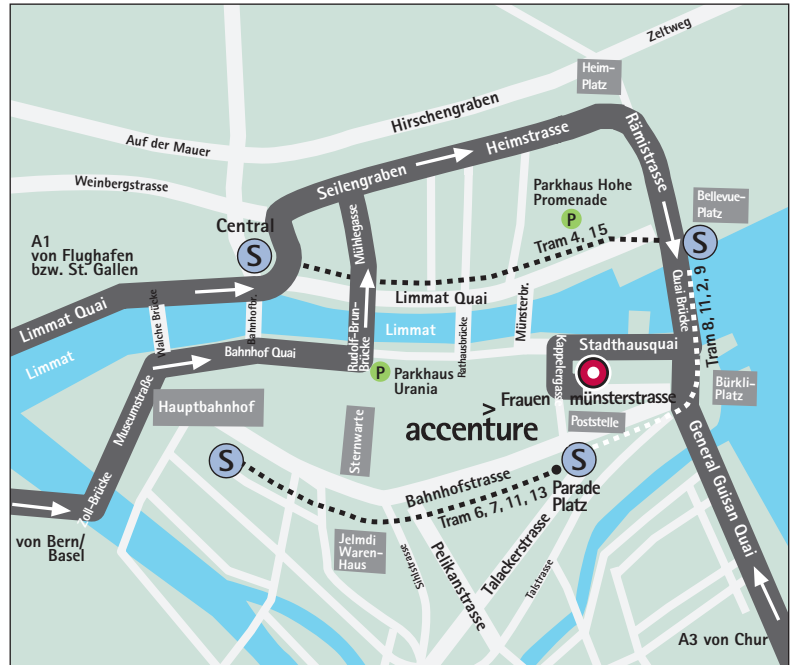 Zeltweg
Heim-
Platz
Hirschengraben
Auf der Mauer
Heimstrasse
Rämistrasse
Weinbergstrasse
Seilengraben
Parkhaus Hohe
Promenade
P
Bellevue-
Platz
Central
S
Mühlegasse
Tram 4, 15
S
A1
von Flughafen
bzw. St. Gallen
Limmat Quai
Limmat Quai
Walche Brücke
Bahnhofbr.
Limmat
Limmat
Rathausbrücke
Münsterbr.
Quai Brücke
Tram 8, 11, 2, 9
Bahnhof Quai
Rudolf-Brun-
Brücke
Kappelergass
Stadthausquai
P
Parkhaus
Urania
Museumstraße
Hauptbahnhof
Frauen
münsterstrasse
Bürkli-
Platz
>
accenture
Poststelle
Sternwarte
S
S
Bahnhofstrasse
Parade
Platz
Tram 6, 7, 11, 13
General Guisan Quai
Zoll-Brücke
von Bern/
Basel
Jelmdi
Waren-
Haus
Sihlstrasse
Pelikanstrasse
Talackerstrasse
Talstrasse
A3 von Chur